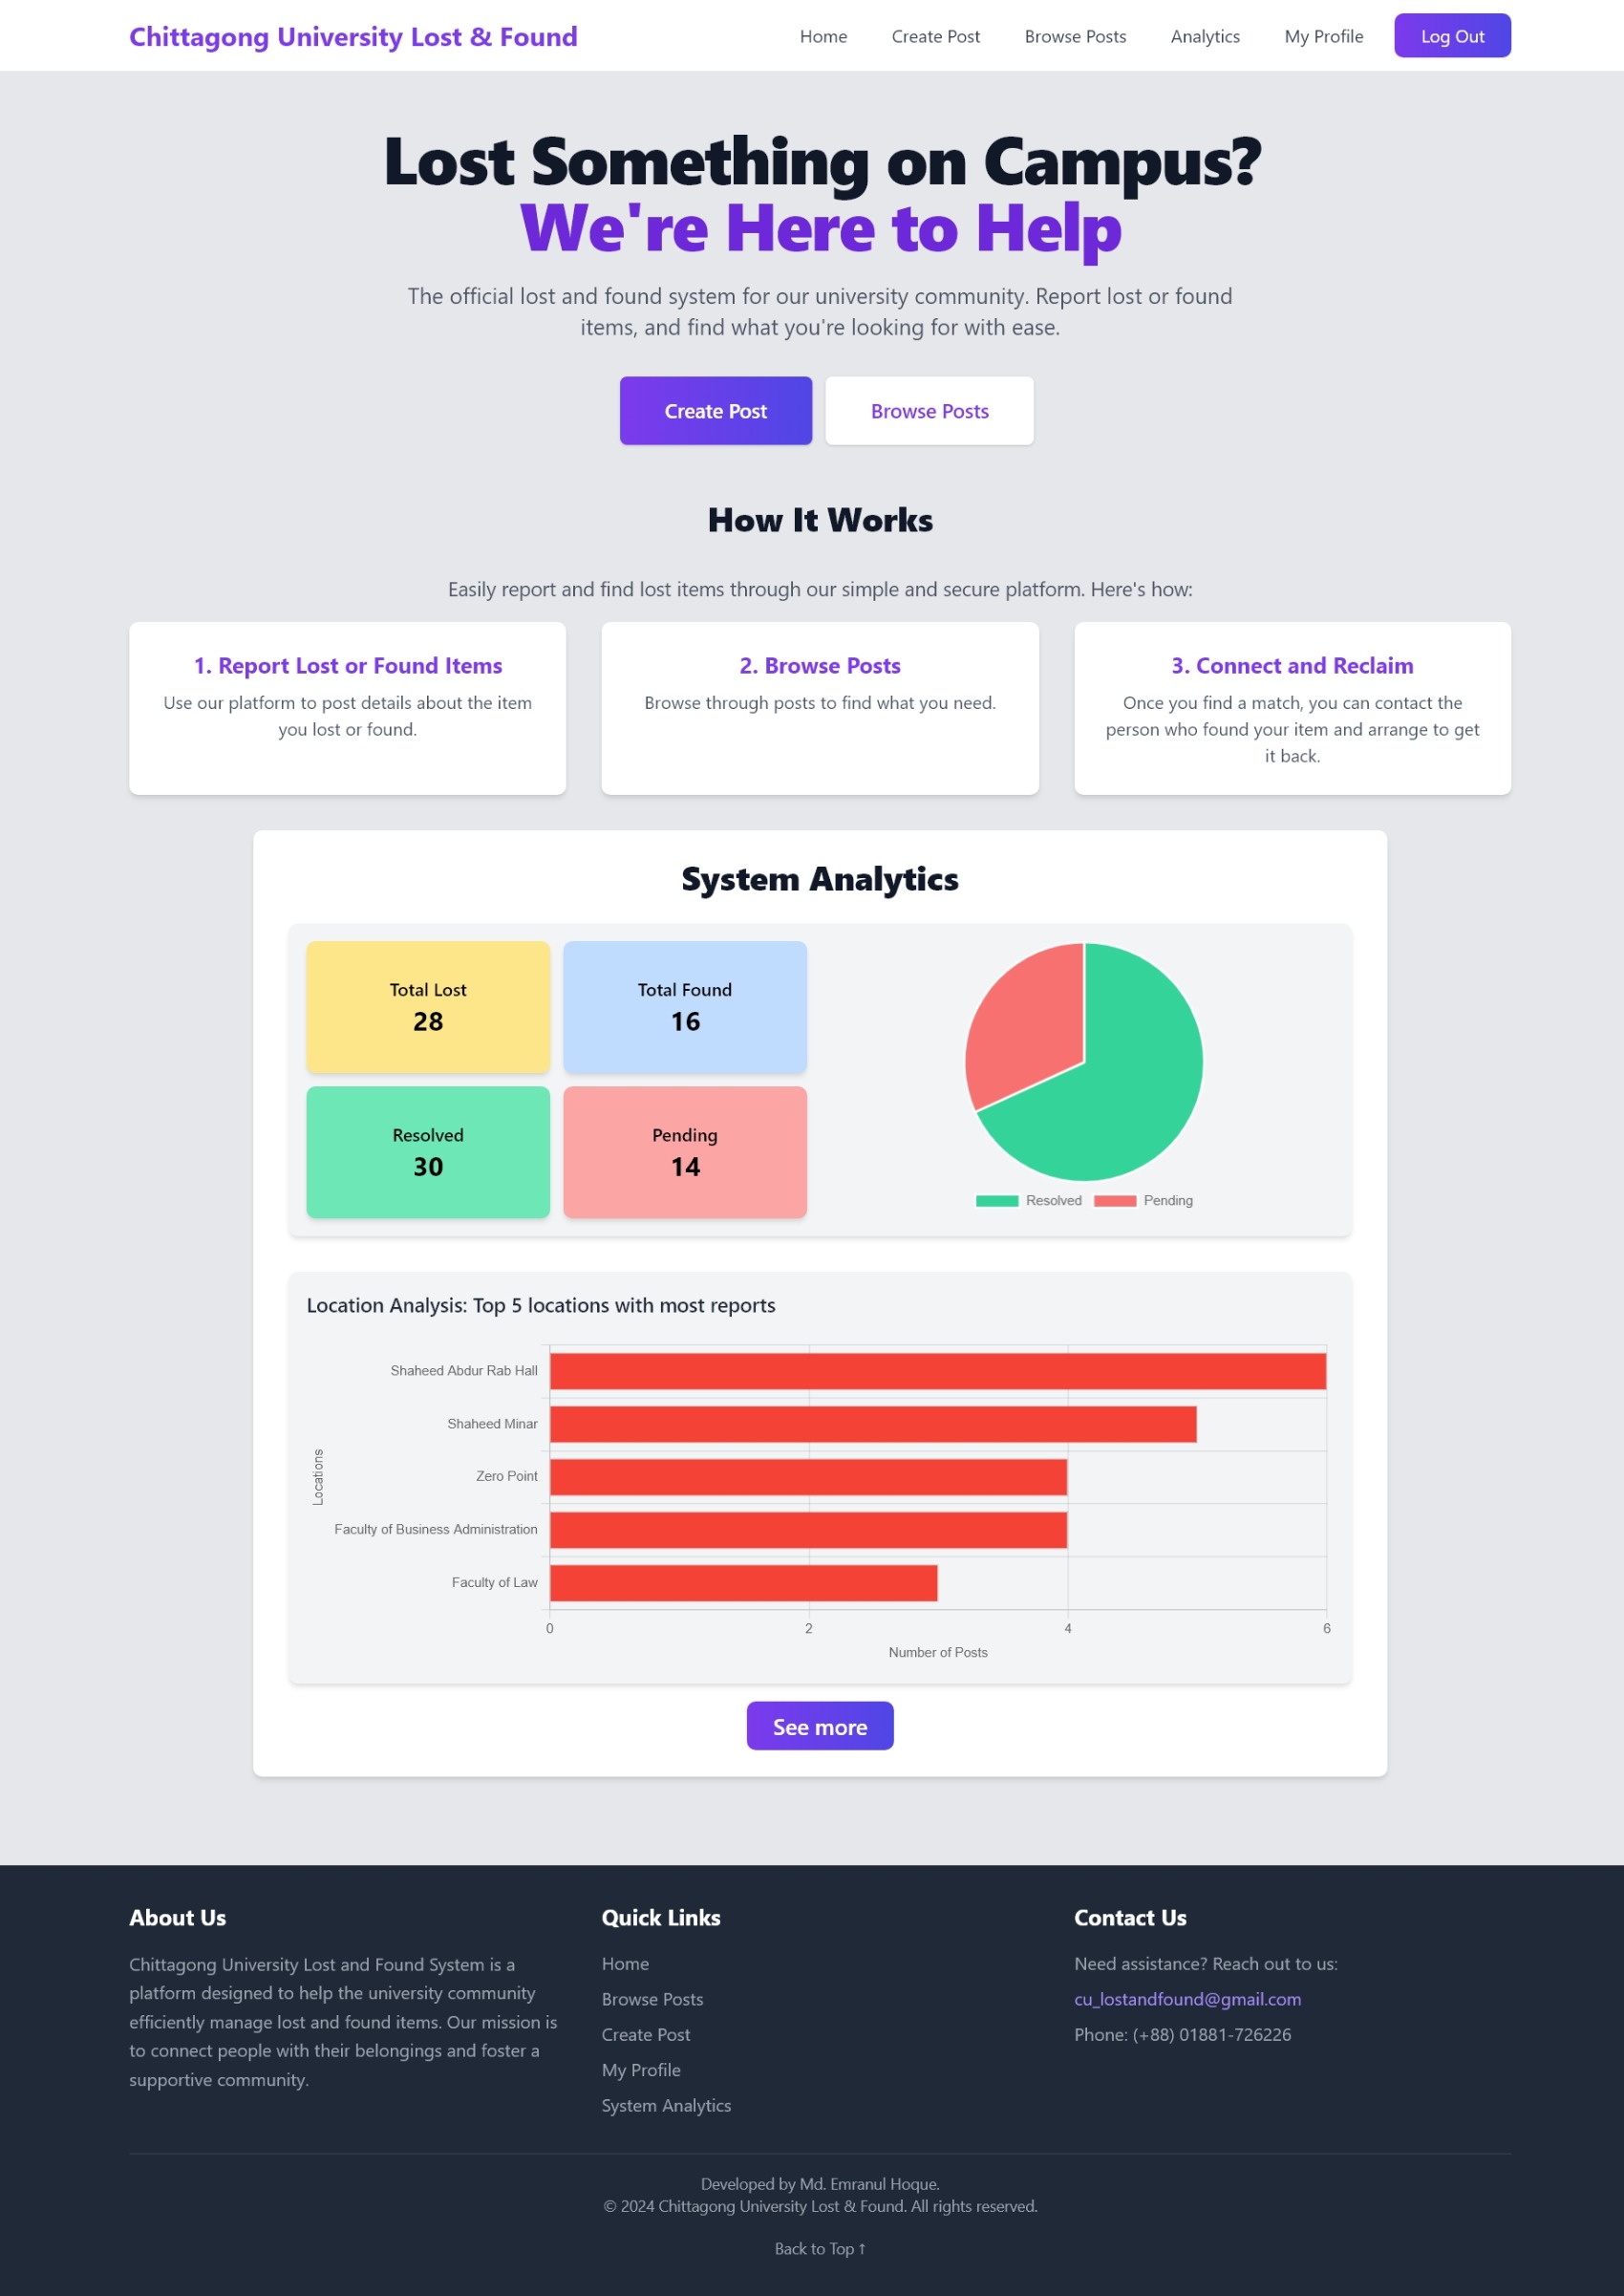 Chittagong University Lost & Found
Home
Create Post
Browse Posts
Analytics
My Profile
Log Out
Lost Something on Campus?
We're Here to Help
The official lost and found system for our university community. Report lost or found
items, and find what you're looking for with ease.
Create Post
Browse Posts
How It Works
Easily report and find lost items through our simple and secure platform. Here's how:
1. Report Lost or Found Items
Use our platform to post details about the item
you lost or found.
2. Browse Posts
Browse through posts to find what you need.
3. Connect and Reclaim
Once you find a match, you can contact the
person who found your item and arrange to get
it back.
System Analytics
Total Lost
28
Total Found
16
Resolved
30
Pending
14
Resolved
Pending
Location Analysis: Top 5 locations with most reports
Locations
Shaheed Abdur Rab Hall
Shaheed Minar
Zero Point
Faculty of Business Administration
Faculty of Law
0
2
4
6
Number of Posts
See more
About Us
Chittagong University Lost and Found System is a
platform designed to help the university community
efficiently manage lost and found items. Our mission is
to connect people with their belongings and foster a
supportive community.
Quick Links
Home
Browse Posts
Create Post
My Profile
System Analytics
Contact Us
Need assistance? Reach out to us:
cu_lostandfound@gmail.com
Phone: (+88) 01881-726226
Developed by Md. Emranul Hoque.
© 2024 Chittagong University Lost & Found. All rights reserved.
Back to Top ↑